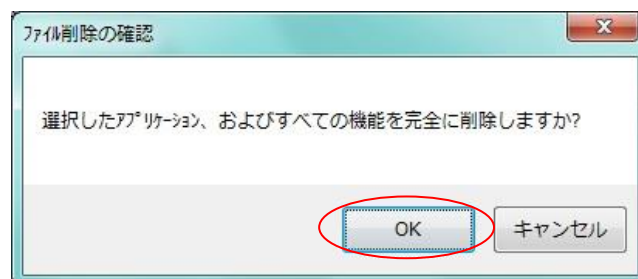 ﾌｧｲﾙ削除の確認
選択したｱﾌﾟﾘｹｰｼｮﾝ、およびすべての機能を完全に削除しますか?
OK
キャンセル